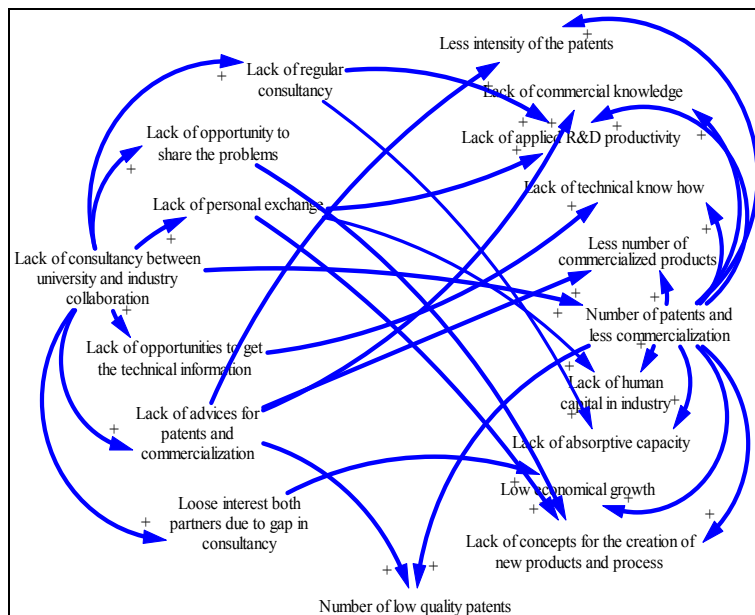 Less intensity of the patents
Lack of regular
consultancy
Lack of commercial knowledge
Lack of opportunity to
share the problems
Lack of applied R&D productivity
Lack of personal exchange
Lack of technical know how
Lack of consultancy between
university and industry
collaboration
Less number of
commercialized products
Number of patents and
less commercialization
Lack of opportunities to get
the technical information
Lack of human
capital in industry
Lack of advices for
patents and
commercialization
Lack of absorptive capacity
Low economical growth
Loose interest both
partners due to gap in
consultancy
Lack of concepts for the creation of
new products and process
Number of low quality patents